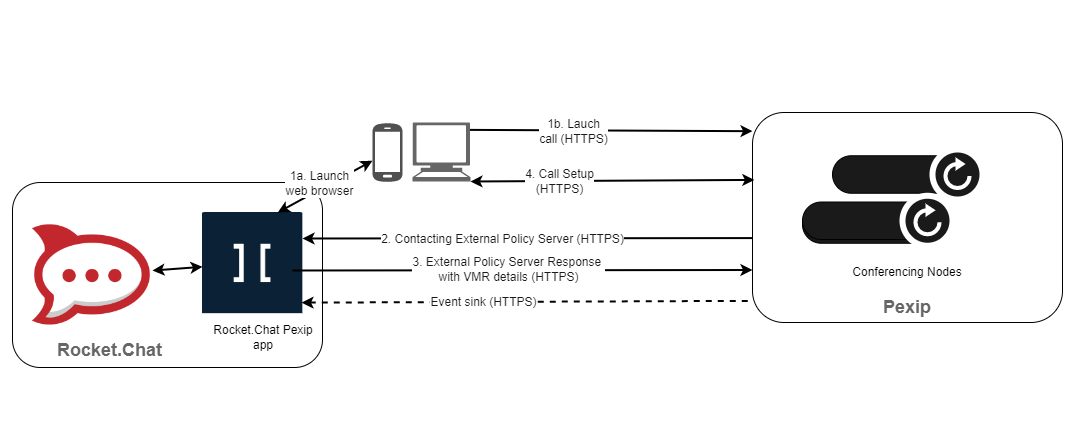 1b. Lauch
call (HTTPS)
1a. Launch
web browser
4. Call Setup
(HTTPS)
2. Contacting External Policy Server (HTTPS)
3. External Policy Server Response
with VMR details (HTTPS)
Event sink (HTTPS)
][
Rocket.Chat Pexip
app
Rocket.Chat
Conferencing Nodes
Pexip